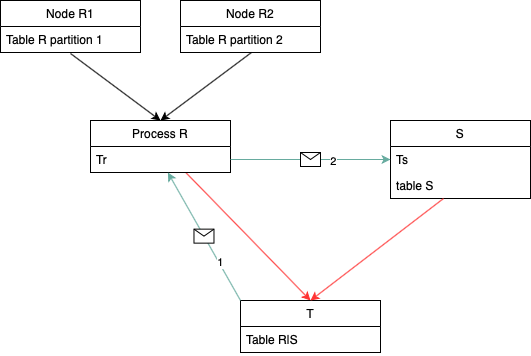 Node R1
Table R partition 1
Node R2
Table R partition 2
Process R
Tr
2
S
Ts
table S
1
T
Table RIS